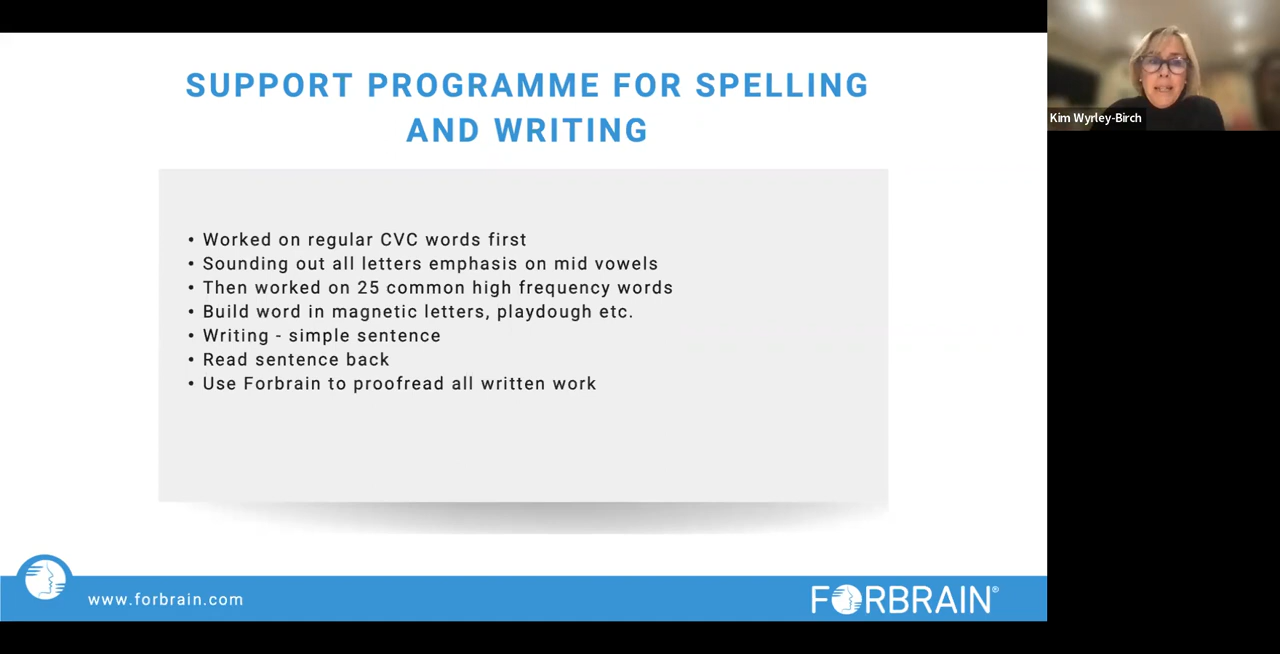 SUPPORT PROGRAMME FOR SPELLING
AND WRITING
Kim Wyrley-Birch
• Worked on regular CVC words first
• Sounding out all letters emphasis on mid vowels
• Then worked on 25 common high frequency words
• Build word in magnetic letters, playdough etc.
• Writing - simple sentence
• Read sentence back
• Use Forbrain to proofread all written work
www.forbrain.com
FORBRAIN®